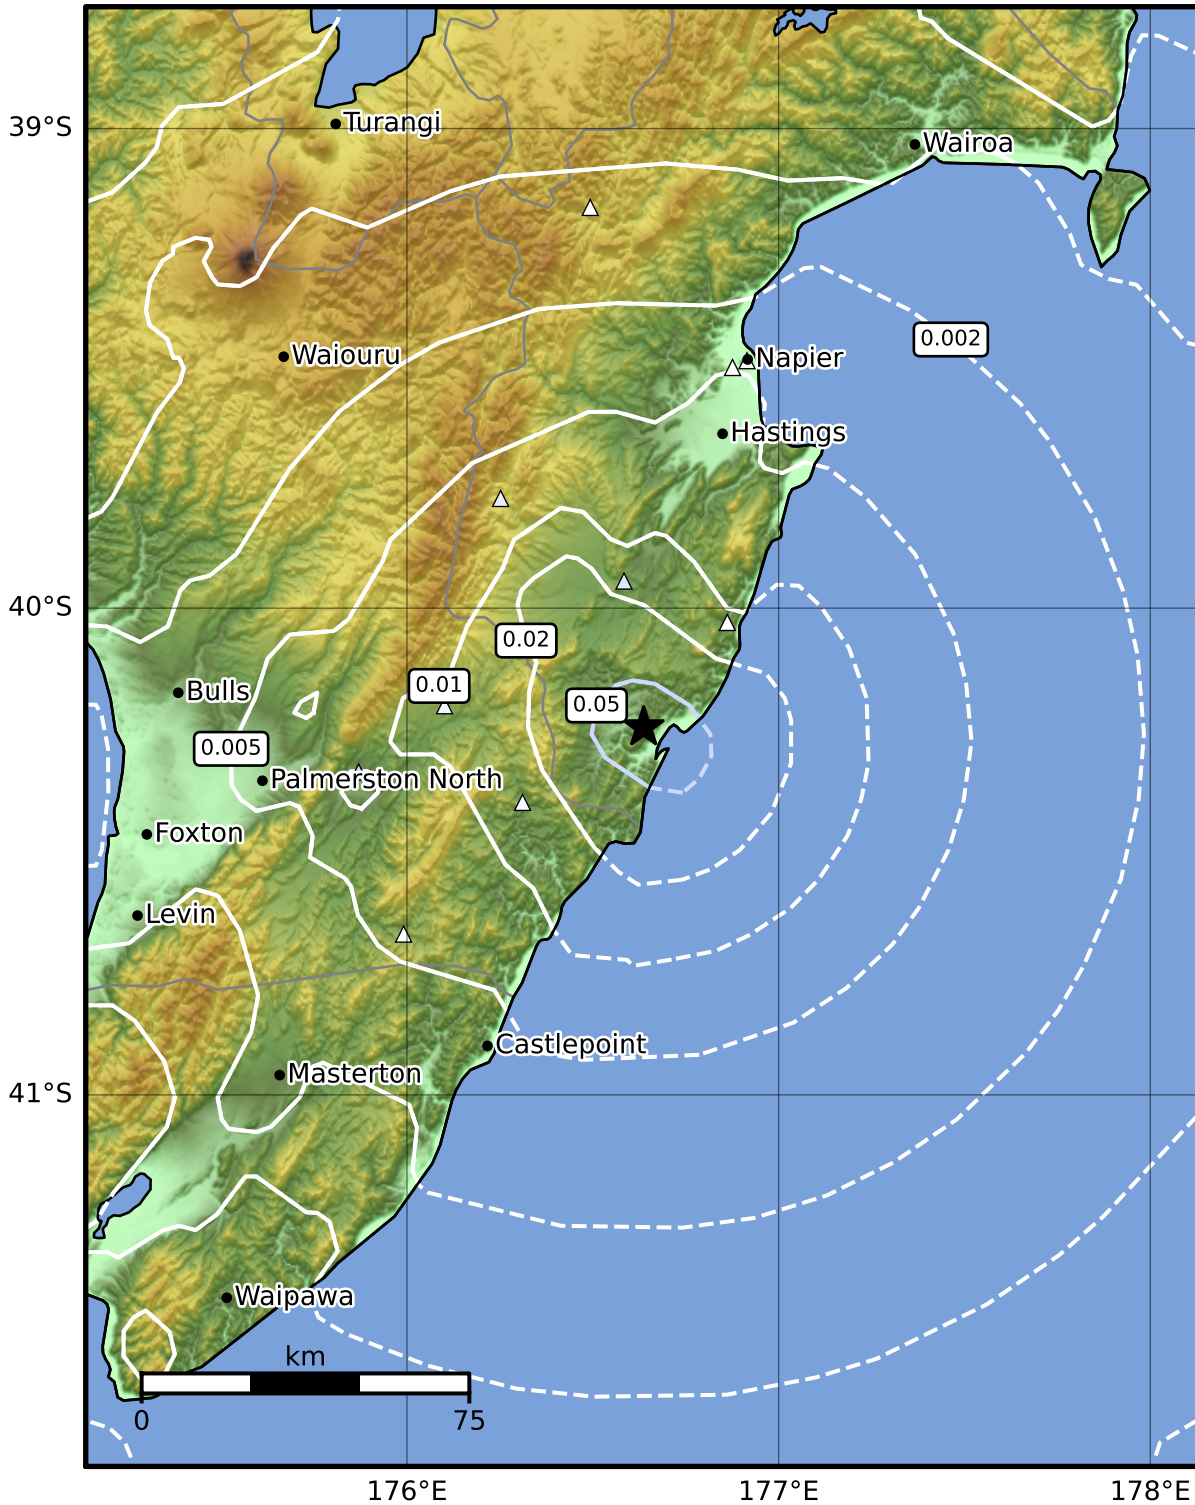 39°S
Turangi
Wairoa
0.002
Waiouru
Napier
Hastings
40°S
0.02
0.01
Bulls
0.05
0.005
Palmerston North
Foxton
Levin
Castlepoint
Masterton
41°S
Waipawa
km
0
75
176°E
177°E
178°E